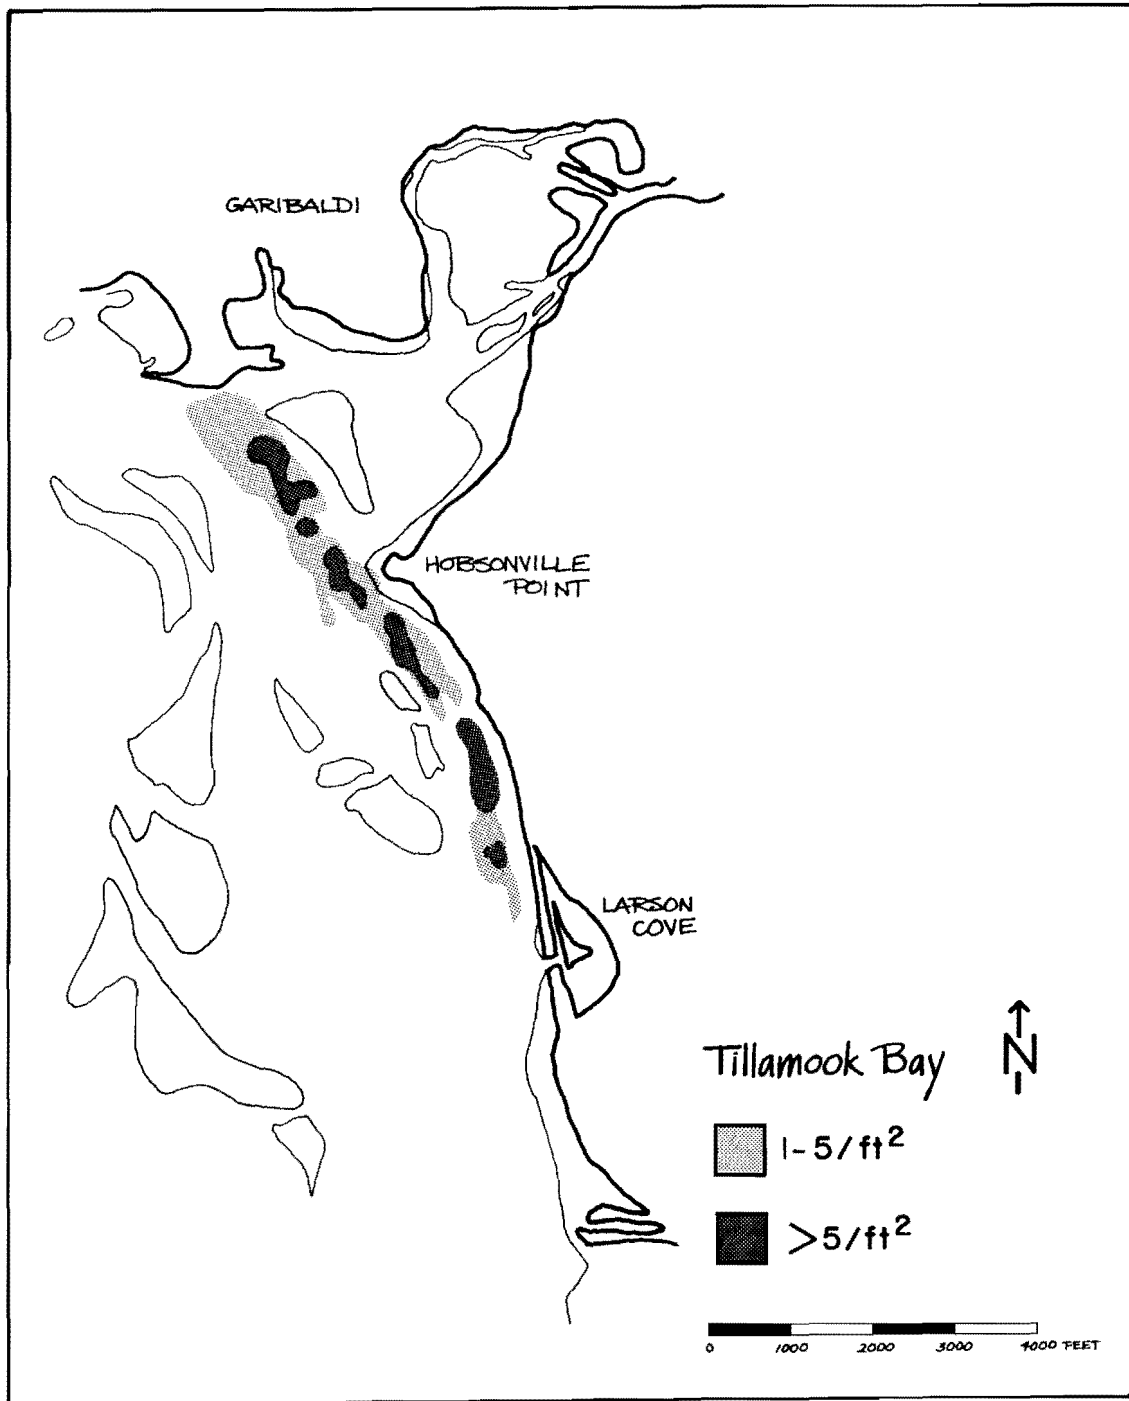 GARIBALDI
HOBSONVILLE
POINT
LARSON
COVE
Tillamook Bay
N
1-5/ft²
>5/ft²
0 1000 2000 3000 4000 FEET